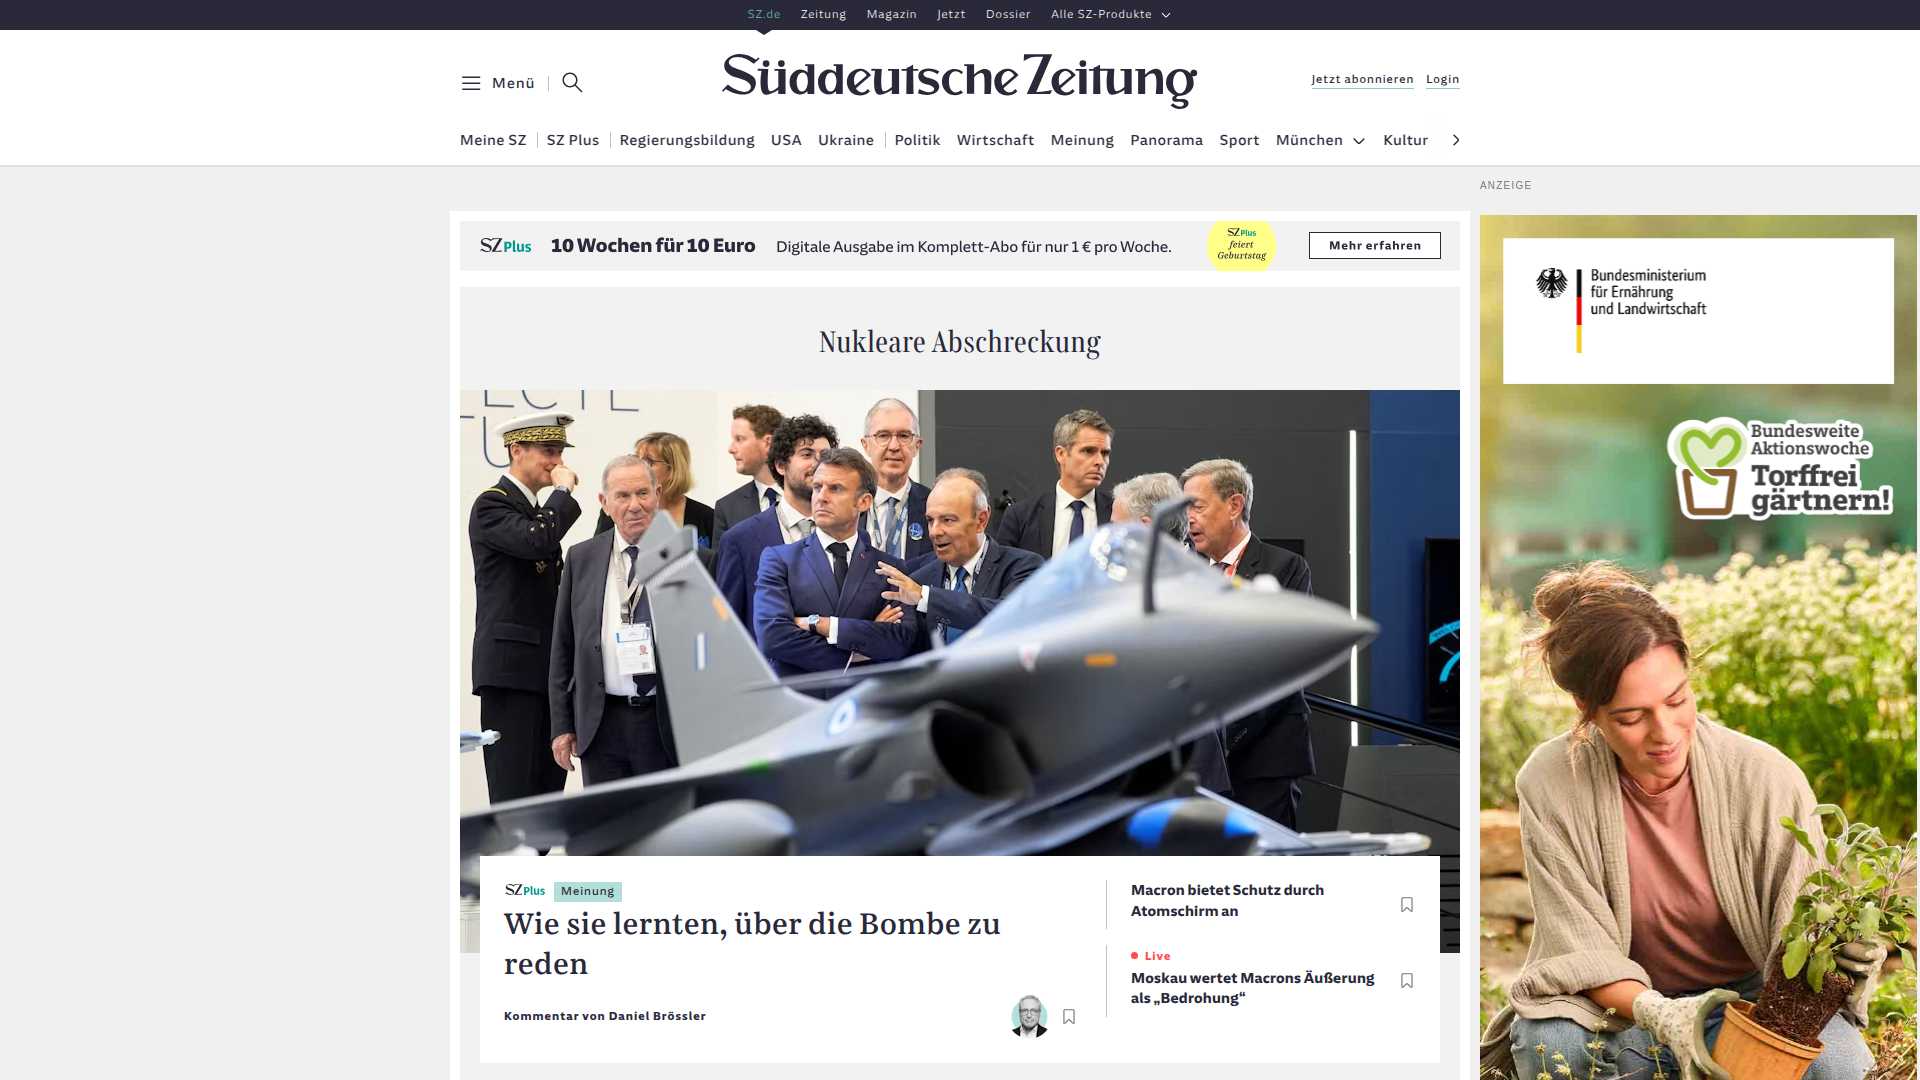 SZ.de Zeitung Magazin Jetzt Dossier Alle SZ-Produkte
Menü
Süddeutsche Zeitung
Jetzt abonnieren Login
Meine SZ SZ Plus Regierungsbildung USA Ukraine Politik Wirtschaft Meinung Panorama Sport München Kultur
ANZEIGE
SZ Plus 10 Wochen für 10 Euro Digitale Ausgabe im Komplett-Abo für nur 1 € pro Woche.
SZ Plus
feiert
Geburtstag
Mehr erfahren
Nukleare Abschreckung
SZ Plus Meinung
Wie sie lernten, über die Bombe zu
reden
Kommentar von Daniel Brössler
Macron bietet Schutz durch
Atomschirm an
Live
Moskau wertet Macrons Äußerung
als „Bedrohung“
Bundesministerium
für Ernährung
und Landwirtschaft
Bundesweite
Aktionswoche
Torffrei
gärtnern!